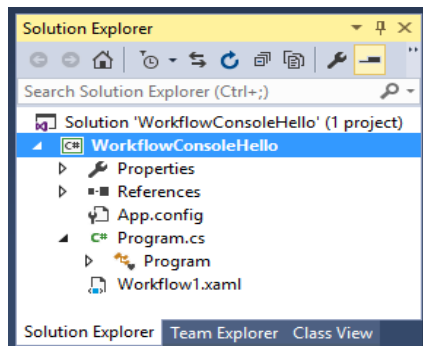 Solution Explorer
Search Solution Explorer (Ctrl+;)
Solution 'WorkflowConsoleHello' (1 project)
C# WorkflowConsoleHello
Properties
References
App.config
C# Program.cs
Program
Workflow1.xaml
Solution Explorer Team Explorer Class View